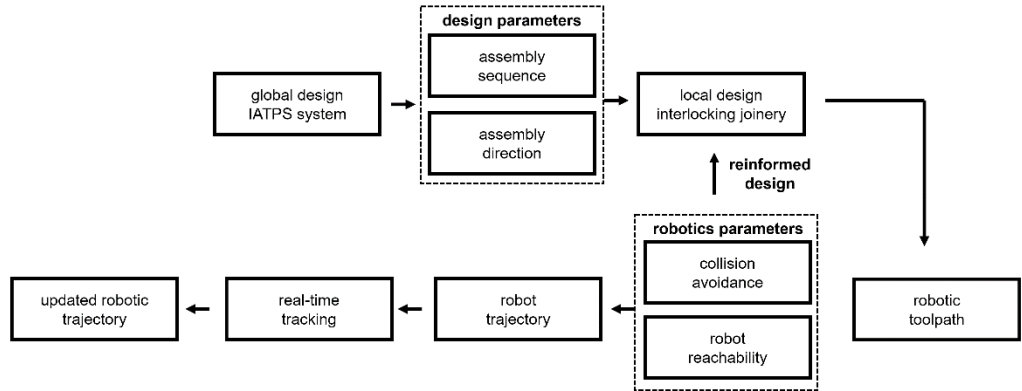 design parameters
assembly
sequence
global design
IATPS system
assembly
direction
local design
interlocking joinery
reinformed
design
robotics parameters
collision
avoidance
updated robotic
trajectory
real-time
tracking
robot
trajectory
robot
reachability
robotic
toolpath